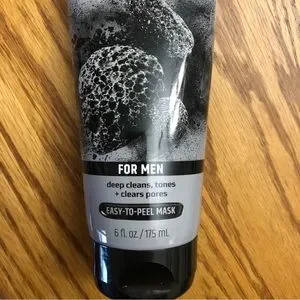 FOR MEN
deep cleans, tones
+ clears pores
EASY-TO-PEEL MASK
6 fl. oz. / 175 mL